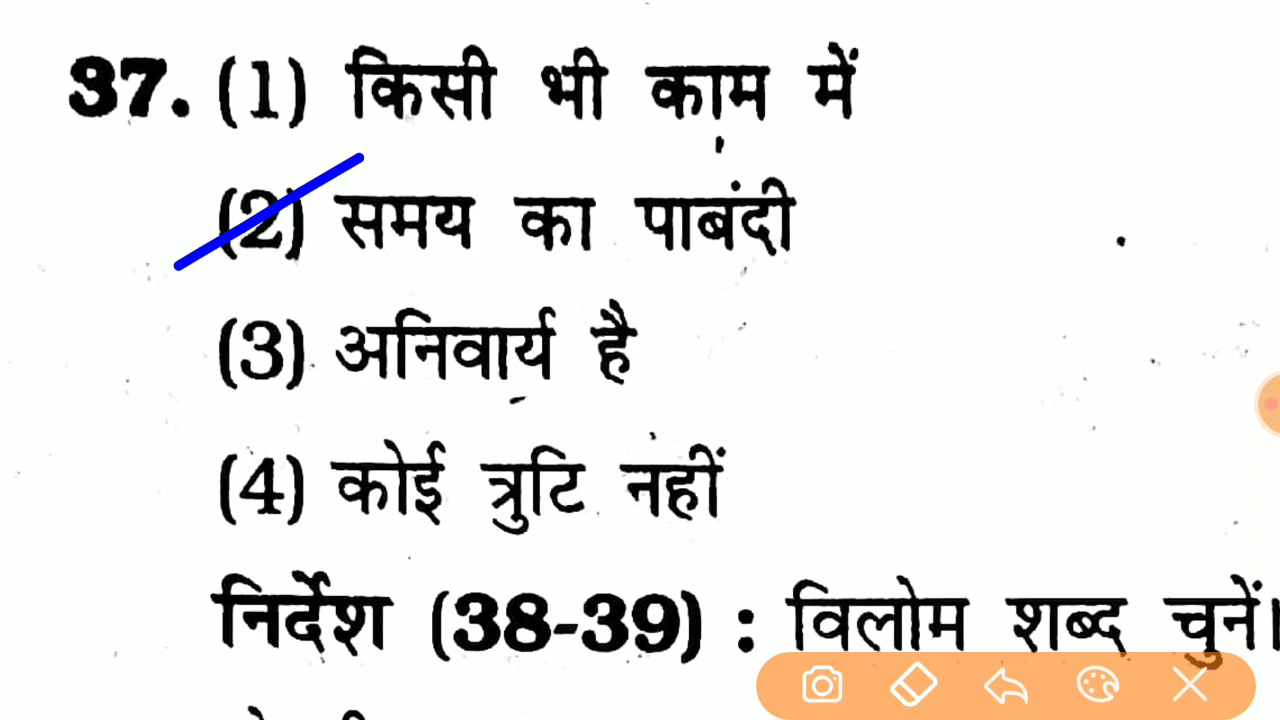 37. (1) किसी भी काम में
(2) समय का पाबंदी
(3) अनिवार्य है
(4) कोई त्रुटि नहीं
निर्देश (38-39) : विलोम शब्द चुनें।